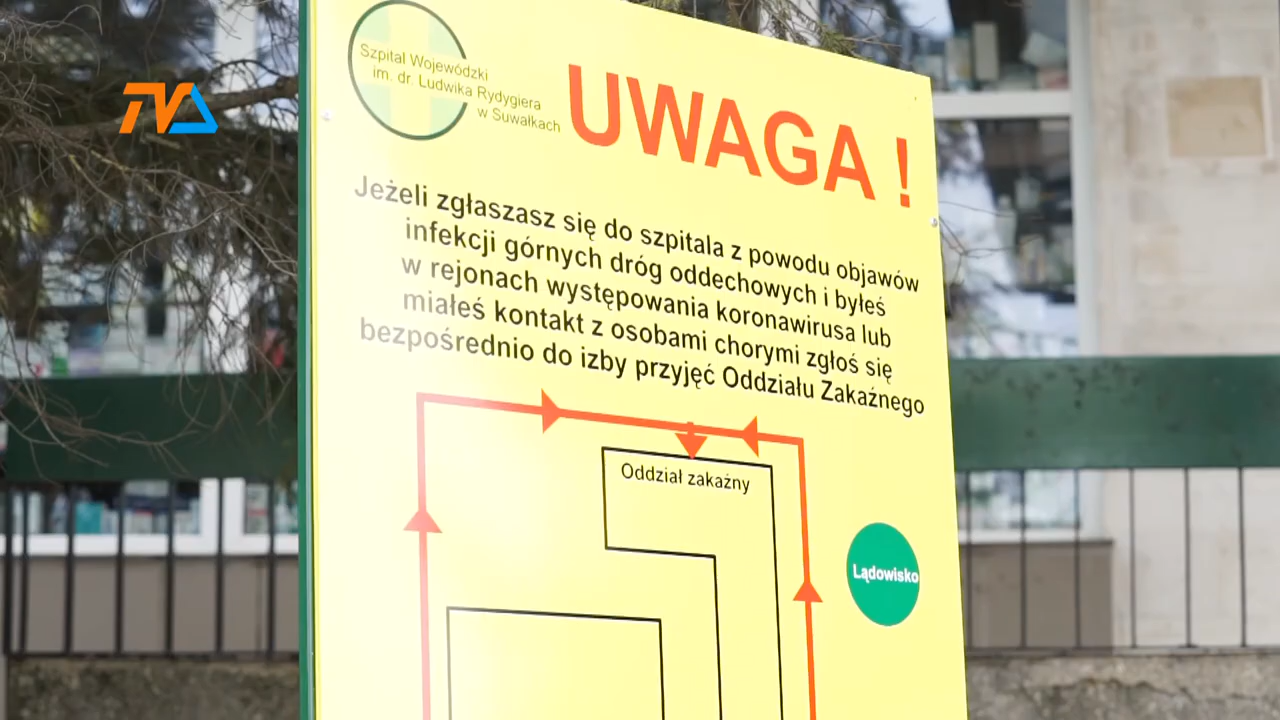 TVA
Szpital Wojewódzki
im. dr. Ludwika Rydygiera
w Suwałkach
UWAGA !
Jeżeli zgłaszasz się do szpitala z powodu objawów
infekcji górnych dróg oddechowych i byłeś
w rejonach występowania koronawirusa lub
miałeś kontakt z osobami chorymi zgłoś się
bezpośrednio do izby przyjęć Oddziału Zakaźnego
Oddział zakaźny
Lądowisko